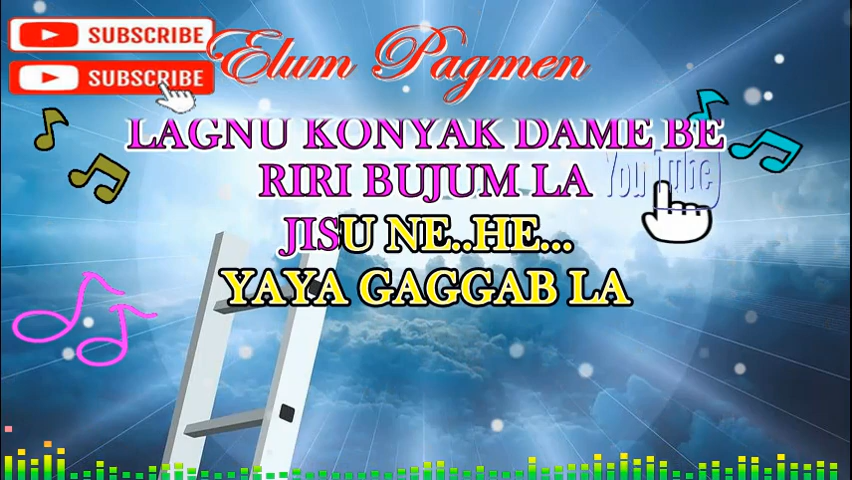 SUBSCRIBE
SUBSCRIBE
Elum Pagmen
LAGNU KONYAK DAME BE
RIRI BUJUM LA
YouTube
JISU NE..HE...
YAYA GAGGAB LA